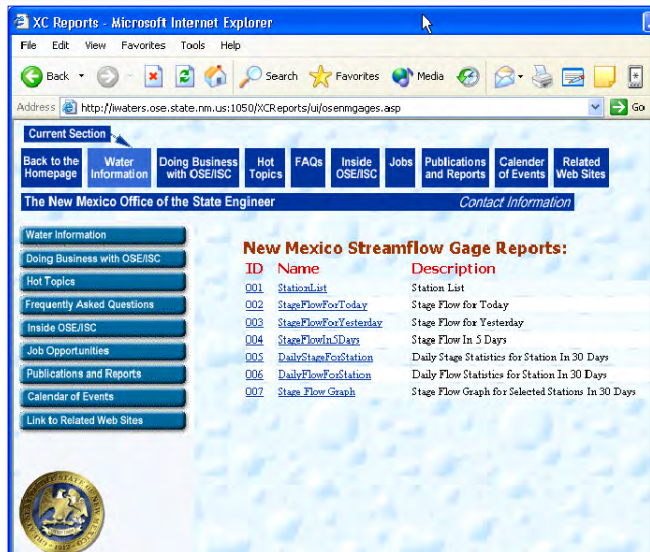 XC Reports - Microsoft Internet Explorer
File Edit View Favorites Tools Help
Back Search Favorites Media
Address http://iwaters.ose.state.nm.us:1050/XCReports/ui/osenmgages.asp Go
Current Section
Back to the Homepage
Water Information
Doing Business with OSE/ISC
Hot Topics
FAQs
Inside OSE/ISC
Jobs
Publications and Reports
Calender of Events
Related Web Sites
The New Mexico Office of the State Engineer Contact Information
Water Information
Doing Business with OSE/ISC
Hot Topics
Frequently Asked Questions
Inside OSE/ISC
Job Opportunities
Publications and Reports
Calendar of Events
Link to Related Web Sites
New Mexico Streamflow Gage Reports:
ID Name Description
001 StationList Station List
002 StageFlowForToday Stage Flow for Today
003 StageFlowForYesterday Stage Flow for Yesterday
004 StageFlowIn5Days Stage Flow In 5 Days
005 DailyStageForStation Daily Stage Statistics for Station In 30 Days
006 DailyFlowForStation Daily Flow Statistics for Station In 30 Days
007 Stage Flow Graph Stage Flow Graph for Selected Stations In 30 Days